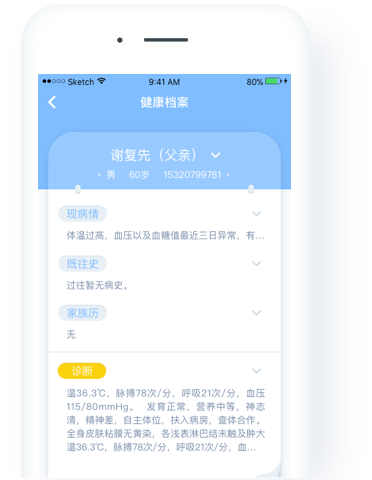 Sketch 9:41 AM 80%
健康档案
谢复先（父亲）
· 男 60岁 15320799781 ·
现病情
体温过高，血压以及血糖值最近三日异常，有...
既往史
过往暂无病史。
家族历
无
诊断
温36.3℃，脉搏78次/分，呼吸21次/分，血压
115/80mmHg。 发育正常，营养中等，神志
清，精神差，自主体位，扶入病房，查体合作。
全身皮肤粘膜无黄染，各浅表淋巴结未触及肿大
温36.3℃，脉搏78次/分，呼吸21次/分，血...